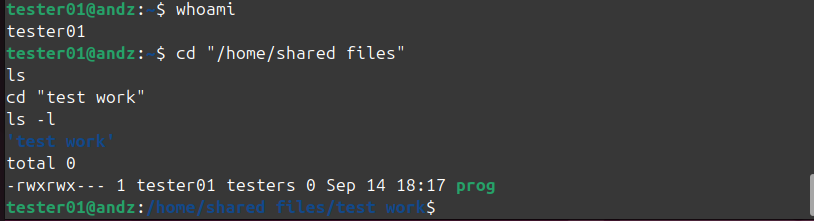 tester01@andz:~$ whoami
tester01
tester01@andz:~$ cd "/home/shared files"
ls
cd "test work"
ls -l
'test work'
total 0
-rwxrwx--- 1 tester01 testers 0 Sep 14 18:17 prog
tester01@andz:/home/shared files/test work$